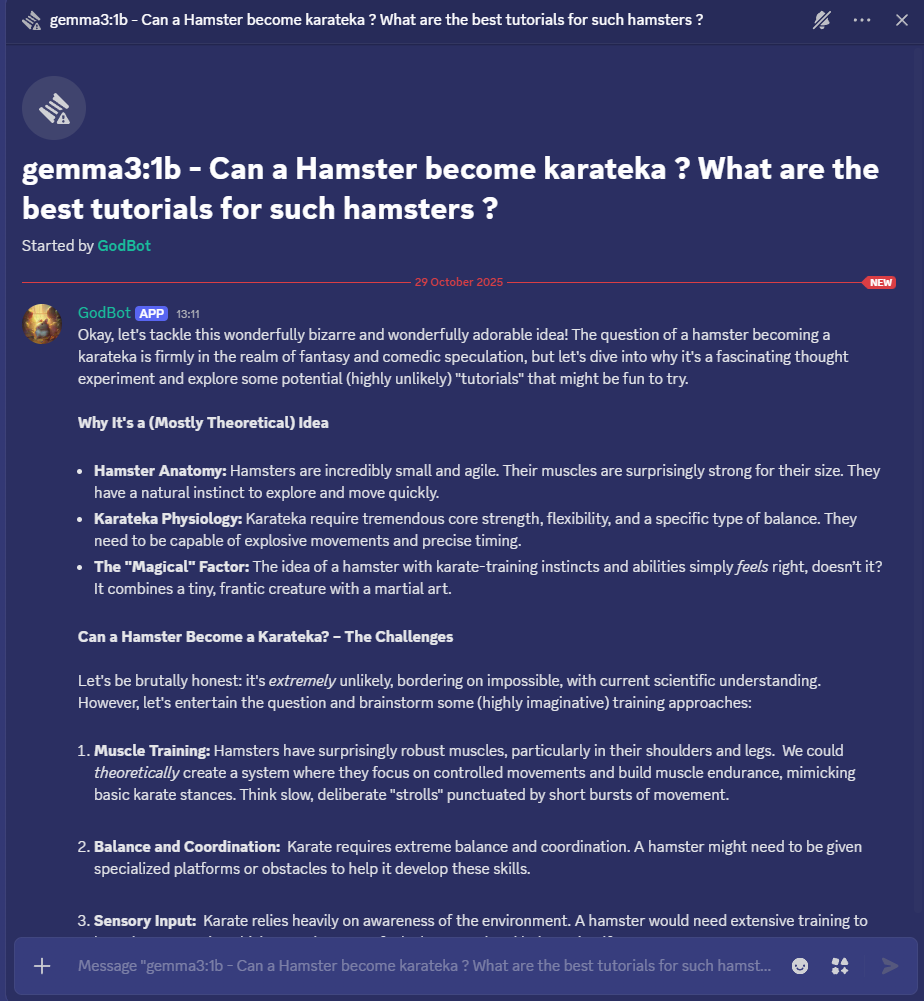 gemma3:1b - Can a Hamster become karateka ? What are the best tutorials for such hamsters ?
gemma3:1b - Can a Hamster become karateka ? What are the
best tutorials for such hamsters ?
Started by GodBot
29 October 2025
NEW
GodBot APP 13:11
Okay, let's tackle this wonderfully bizarre and wonderfully adorable idea! The question of a hamster becoming a
karateka is firmly in the realm of fantasy and comedic speculation, but let's dive into why it's a fascinating thought
experiment and explore some potential (highly unlikely) "tutorials" that might be fun to try.
Why It's a (Mostly Theoretical) Idea
• Hamster Anatomy: Hamsters are incredibly small and agile. Their muscles are surprisingly strong for their size. They
have a natural instinct to explore and move quickly.
• Karateka Physiology: Karateka require tremendous core strength, flexibility, and a specific type of balance. They
need to be capable of explosive movements and precise timing.
• The "Magical" Factor: The idea of a hamster with karate-training instincts and abilities simply feels right, doesn't it?
It combines a tiny, frantic creature with a martial art.
Can a Hamster Become a Karateka? – The Challenges
Let's be brutally honest: it's extremely unlikely, bordering on impossible, with current scientific understanding.
However, let's entertain the question and brainstorm some (highly imaginative) training approaches:
1. Muscle Training: Hamsters have surprisingly robust muscles, particularly in their shoulders and legs. We could
theoretically create a system where they focus on controlled movements and build muscle endurance, mimicking
basic karate stances. Think slow, deliberate "strolls" punctuated by short bursts of movement.
2. Balance and Coordination: Karate requires extreme balance and coordination. A hamster might need to be given
specialized platforms or obstacles to help it develop these skills.
3. Sensory Input: Karate relies heavily on awareness of the environment. A hamster would need extensive training to
Message "gemma3:1b - Can a Hamster become karateka ? What are the best tutorials for such hamst...